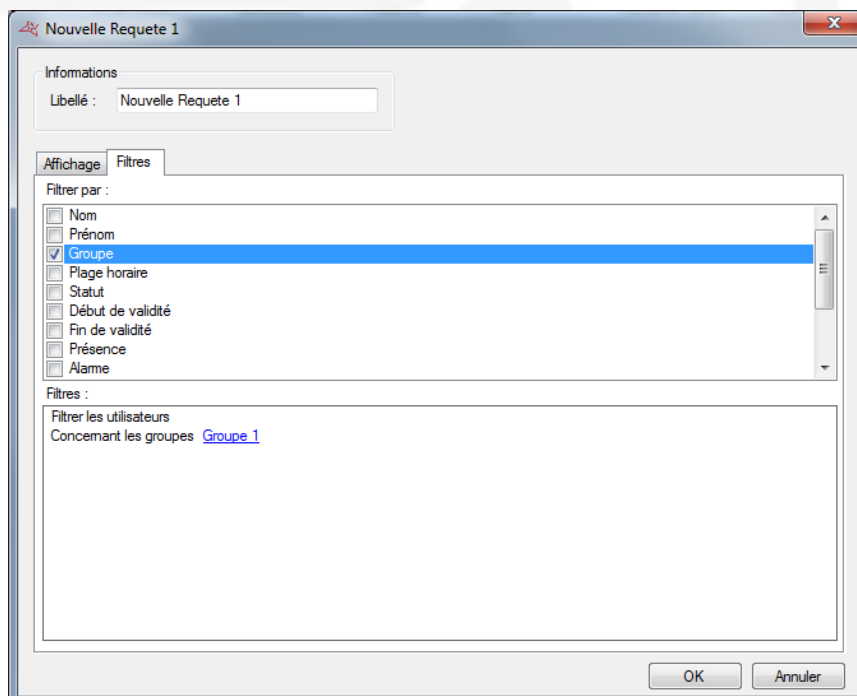 Nouvelle Requete 1
Informations
Libellé : Nouvelle Requete 1
Affichage Filtres
Filtrer par :
Nom
Prénom
Groupe
Plage horaire
Statut
Début de validité
Fin de validité
Présence
Alarme
Filtres :
Filtrer les utilisateurs
Concernant les groupes Groupe 1
OK Annuler